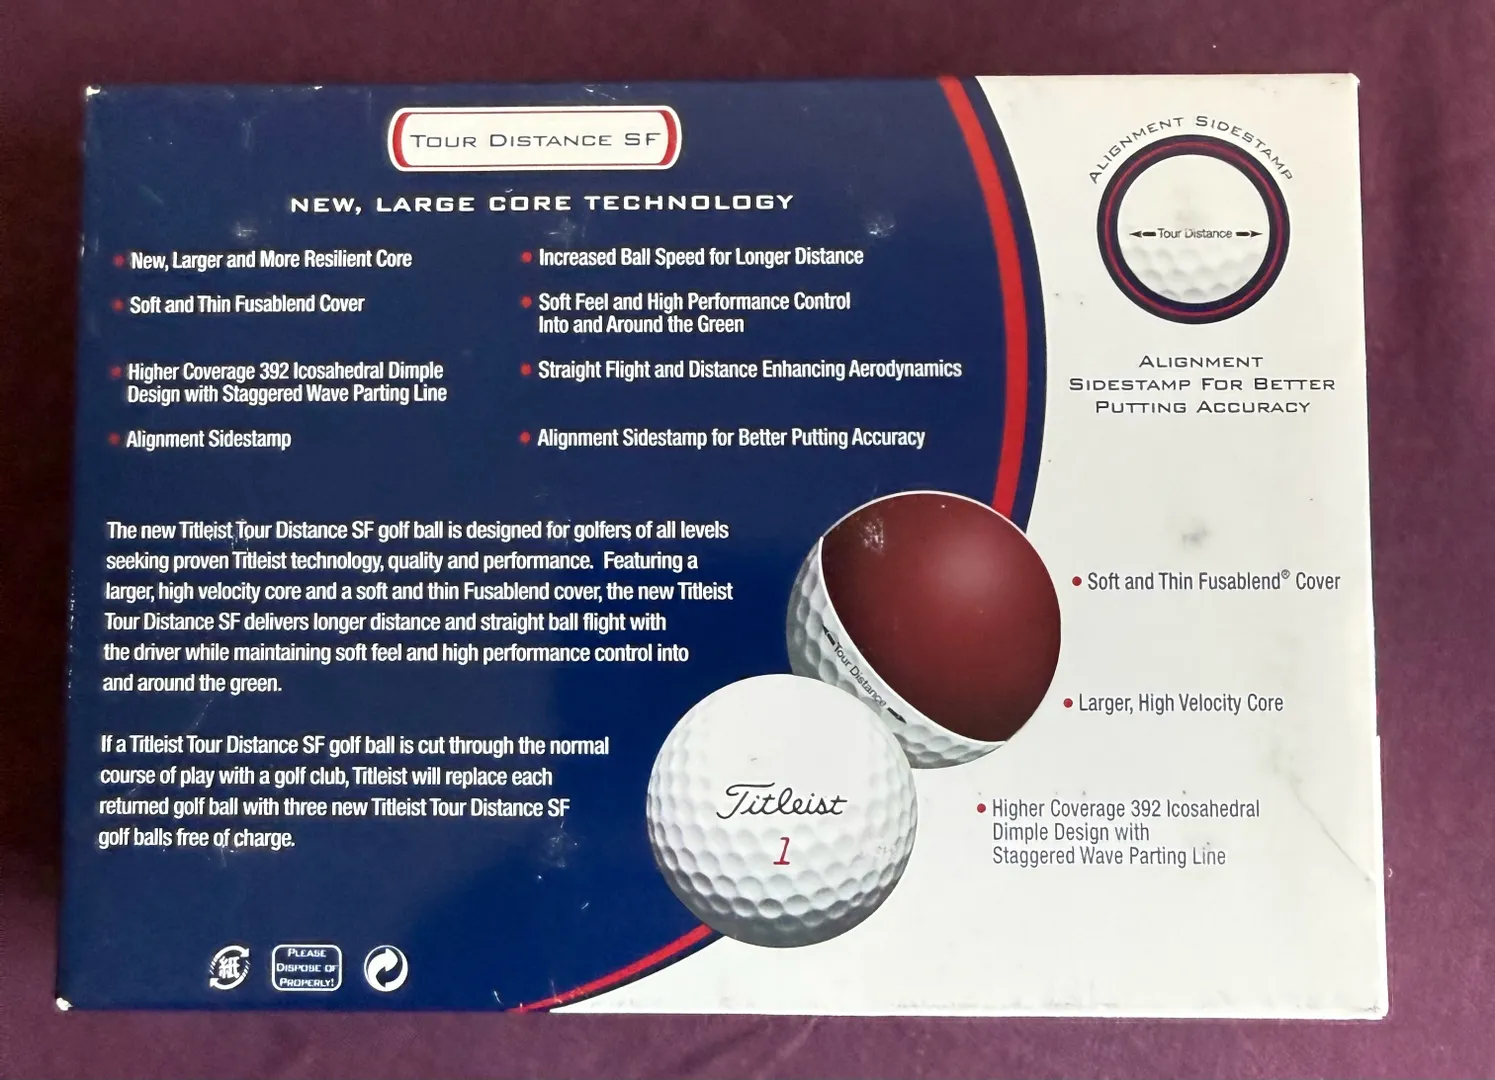 TOUR DISTANCE SF
NEW, LARGE CORE TECHNOLOGY
• New, Larger and More Resilient Core
• Increased Ball Speed for Longer Distance
• Soft and Thin Fusablend Cover
• Soft Feel and High Performance Control
Into and Around the Green
• Higher Coverage 392 Icosahedral Dimple
Design with Staggered Wave Parting Line
• Straight Flight and Distance Enhancing Aerodynamics
• Alignment Sidestamp
• Alignment Sidestamp for Better Putting Accuracy
The new Titleist Tour Distance SF golf ball is designed for golfers of all levels
seeking proven Titleist technology, quality and performance.  Featuring a
larger, high velocity core and a soft and thin Fusablend cover, the new Titleist
Tour Distance SF delivers longer distance and straight ball flight with
the driver while maintaining soft feel and high performance control into
and around the green.
If a Titleist Tour Distance SF golf ball is cut through the normal
course of play with a golf club, Titleist will replace each
returned golf ball with three new Titleist Tour Distance SF
golf balls free of charge.
紙
PLEASE
DISPOSE OF
PROPERLY!
ALIGNMENT SIDESTAMP
Tour Distance
ALIGNMENT
SIDESTAMP FOR BETTER
PUTTING ACCURACY
• Soft and Thin Fusablend® Cover
Tour Distance
• Larger, High Velocity Core
Titleist
1
• Higher Coverage 392 Icosahedral
Dimple Design with
Staggered Wave Parting Line